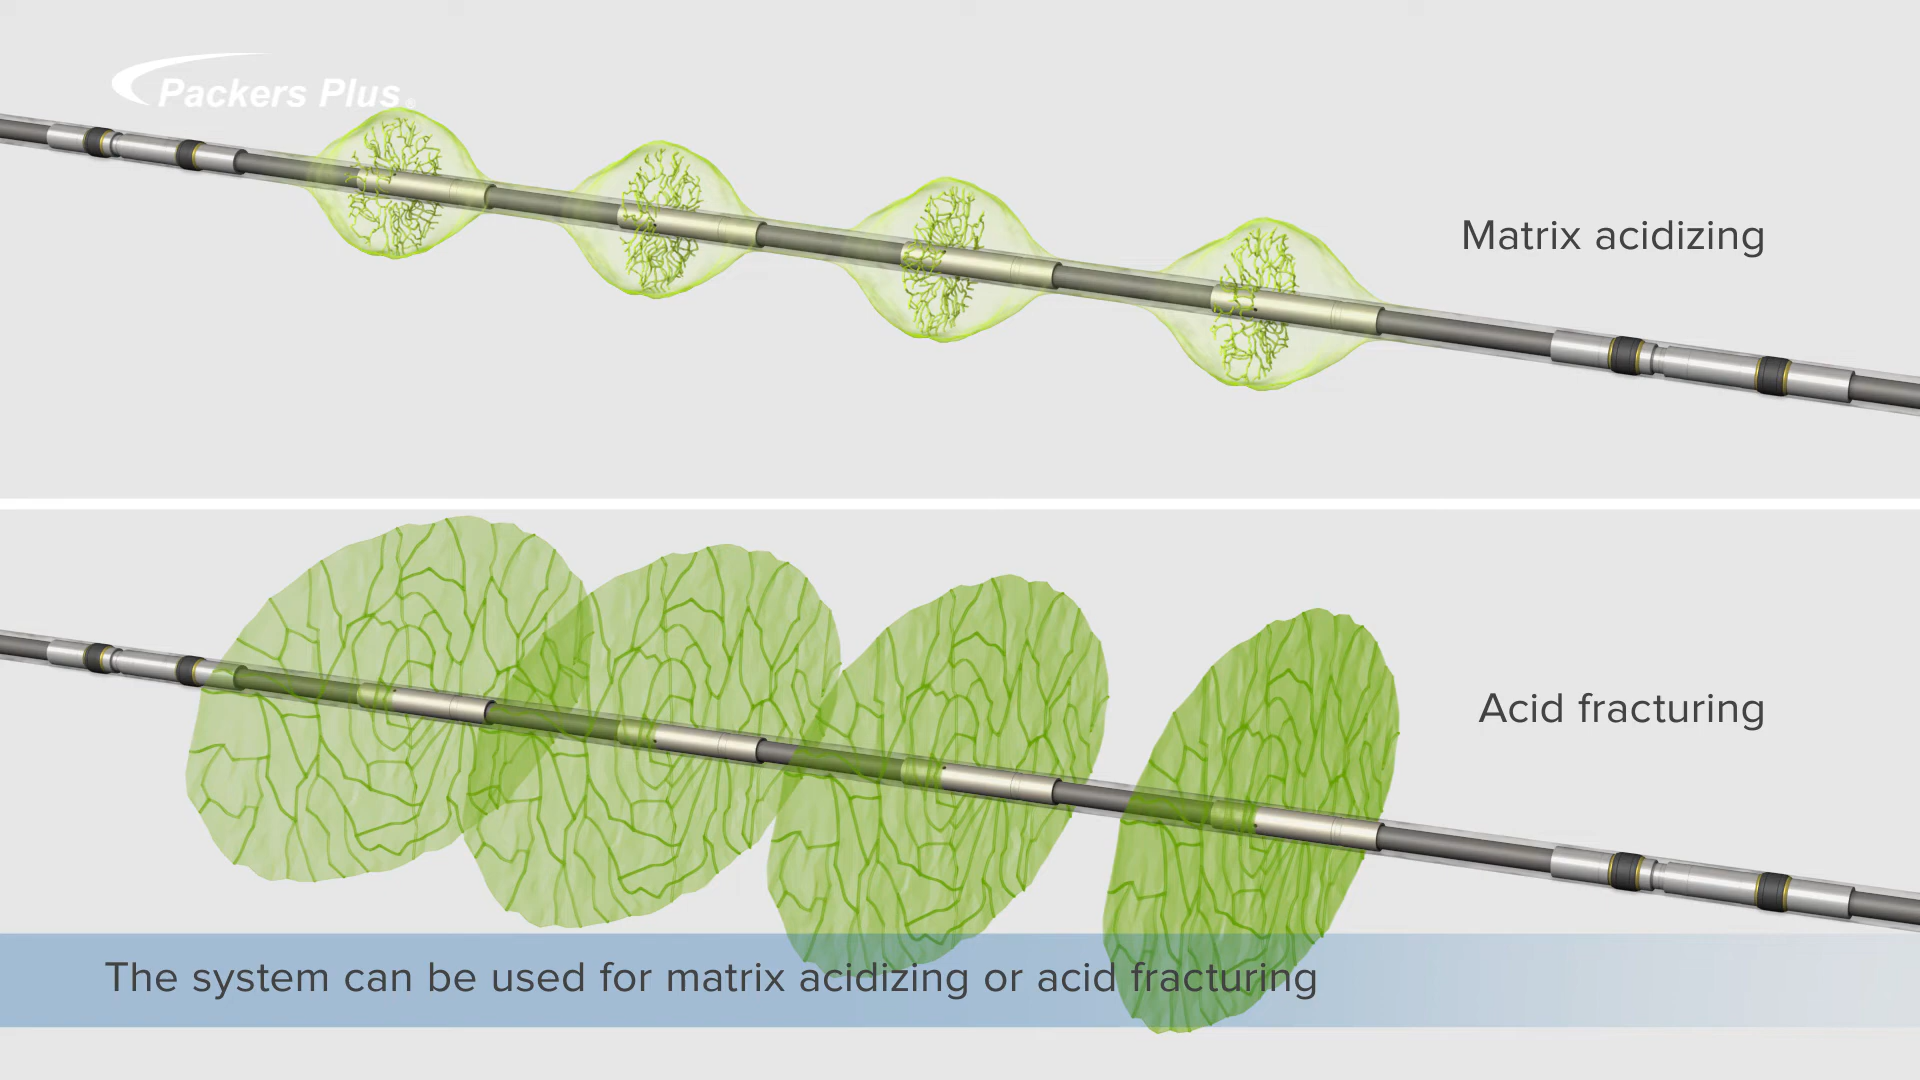 Packers Plus
Matrix acidizing
Acid fracturing
The system can be used for matrix acidizing or acid fracturing